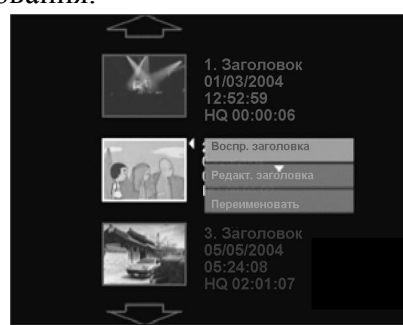 ования.
1. Заголовок
01/03/2004
12:52:59
HQ 00:00:06
Воспр. заголовка
Редакт. заголовка
Переименовать
3. Заголовок
05/05/2004
05:24:08
HQ 02:01:07